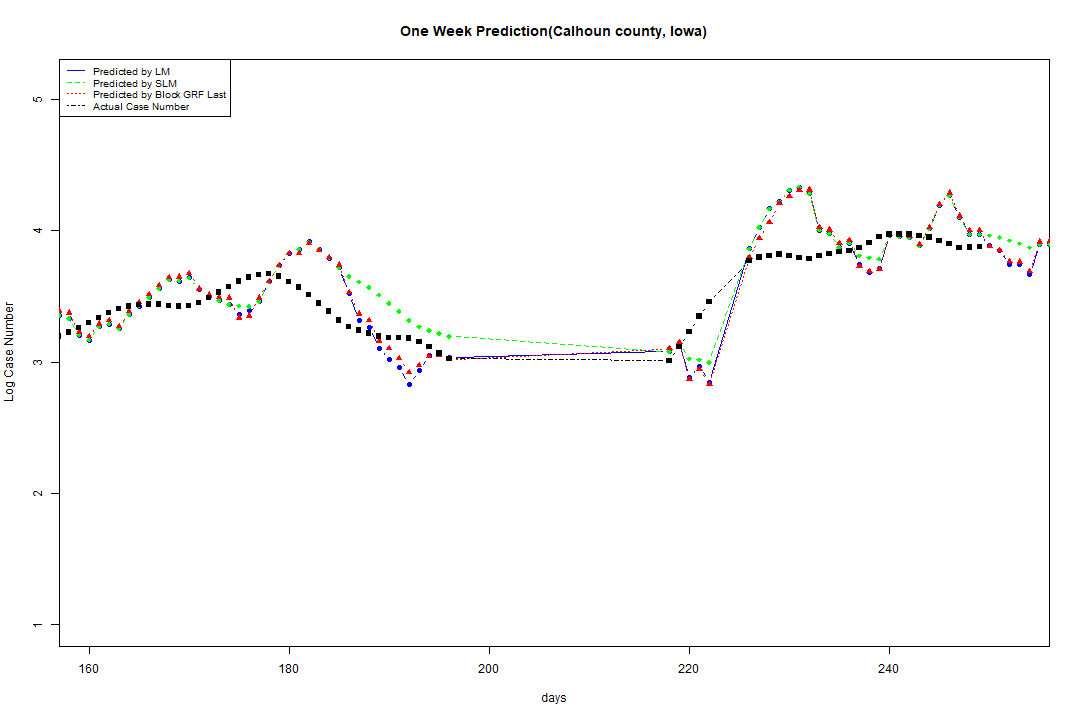 One Week Prediction(Calhoun county, Iowa)
Predicted by LM
Predicted by SLM
Predicted by Block GRF Last
Actual Case Number
5
4
3
2
1
Log Case Number
160 180 200 220 240
days